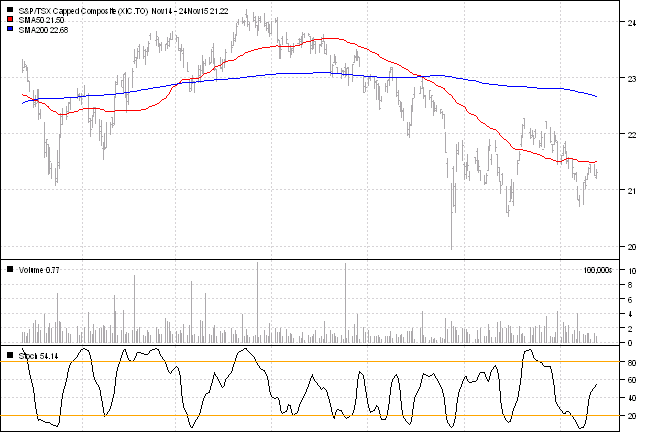 S&P/TSX Capped Composite (XIC.TO) Nov14 - 24Nov15 21.22
SMA50 21.50
SMA200 22.68
24
23
22
21
20
Volume 0.77
100,000s
10
8
6
4
2
0
Stoch 54.14
80
60
40
20